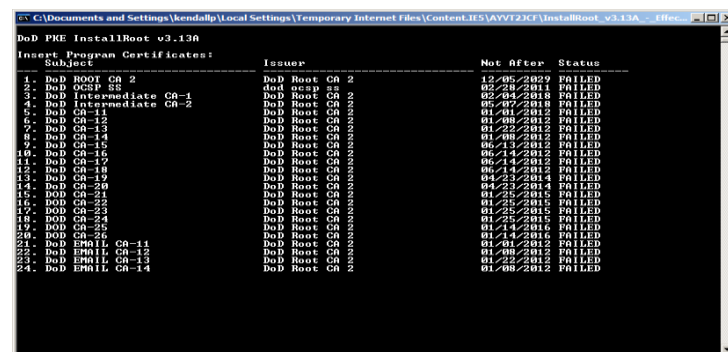 C:\Documents and Settings\kendallp\Local Settings\Temporary Internet Files\Content.IE5\AYVT2JCF\InstallRoot_v3.13A_-_Effec...
DoD PKE InstallRoot v3.13A
Insert Program Certificates:
Subject Issuer Not After Status
1. DoD ROOT CA 2 DoD Root CA 2 12/05/2029 FAILED
2. DoD OCSP SS dod ocsp ss 02/28/2011 FAILED
3. DoD Intermediate CA-1 DoD Root CA 2 02/04/2018 FAILED
4. DoD Intermediate CA-2 DoD Root CA 2 05/07/2018 FAILED
5. DoD CA-11 DoD Root CA 2 01/01/2012 FAILED
6. DoD CA-12 DoD Root CA 2 01/08/2012 FAILED
7. DoD CA-13 DoD Root CA 2 01/22/2012 FAILED
8. DoD CA-14 DoD Root CA 2 01/08/2012 FAILED
9. DoD CA-15 DoD Root CA 2 06/13/2012 FAILED
10. DoD CA-16 DoD Root CA 2 06/14/2012 FAILED
11. DoD CA-17 DoD Root CA 2 06/14/2012 FAILED
12. DoD CA-18 DoD Root CA 2 06/14/2012 FAILED
13. DoD CA-19 DoD Root CA 2 04/23/2014 FAILED
14. DoD CA-20 DoD Root CA 2 04/23/2014 FAILED
15. DOD CA-21 DoD Root CA 2 01/25/2015 FAILED
16. DOD CA-22 DoD Root CA 2 01/25/2015 FAILED
17. DOD CA-23 DoD Root CA 2 01/25/2015 FAILED
18. DOD CA-24 DoD Root CA 2 01/25/2015 FAILED
19. DOD CA-25 DoD Root CA 2 01/14/2016 FAILED
20. DOD CA-26 DoD Root CA 2 01/14/2016 FAILED
21. DoD EMAIL CA-11 DoD Root CA 2 01/01/2012 FAILED
22. DoD EMAIL CA-12 DoD Root CA 2 01/08/2012 FAILED
23. DoD EMAIL CA-13 DoD Root CA 2 01/22/2012 FAILED
24. DoD EMAIL CA-14 DoD Root CA 2 01/08/2012 FAILED